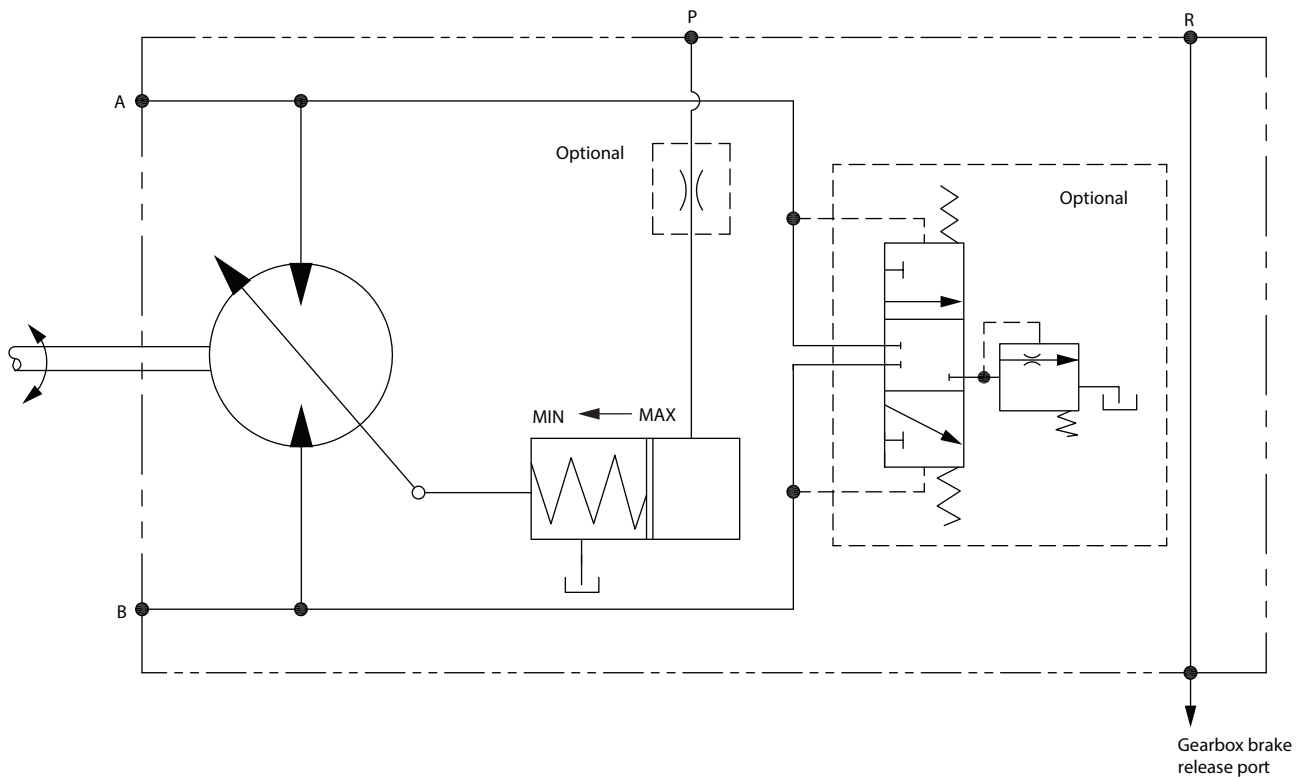 P
R
A
Optional
Optional
MIN
MAX
B
Gearbox brake
release port